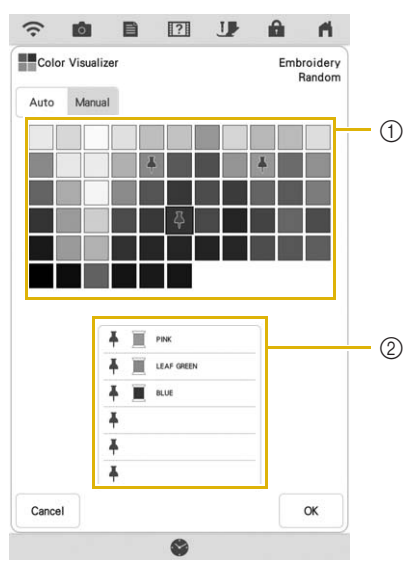 Color Visualizer
Embroidery
Random
Auto
Manual
①
PINK
②
LEAF GREEN
BLUE
Cancel
OK